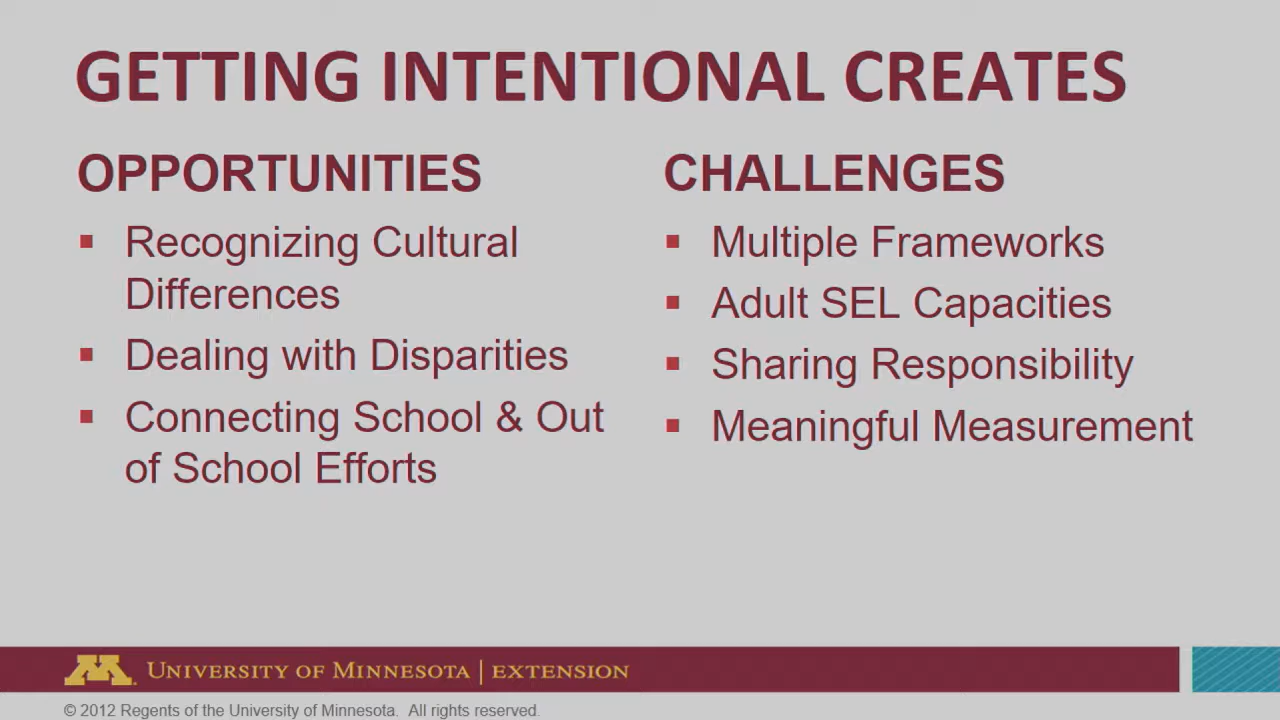 GETTING INTENTIONAL CREATES
OPPORTUNITIES
▪ Recognizing Cultural
Differences
▪ Dealing with Disparities
▪ Connecting School & Out
of School Efforts
CHALLENGES
▪ Multiple Frameworks
▪ Adult SEL Capacities
▪ Sharing Responsibility
▪ Meaningful Measurement
M UNIVERSITY OF MINNESOTA | EXTENSION
© 2012 Regents of the University of Minnesota. All rights reserved.